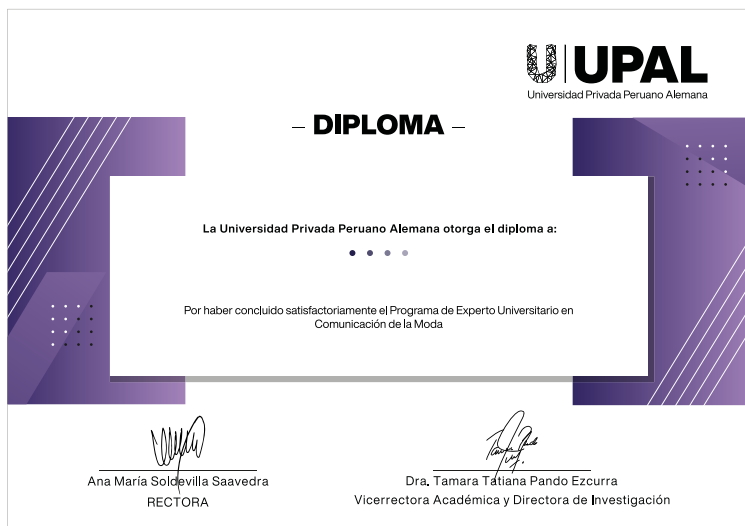 UPAL
Universidad Privada Peruano Alemana
– DIPLOMA –
La Universidad Privada Peruano Alemana otorga el diploma a:
Por haber concluido satisfactoriamente el Programa de Experto Universitario en
Comunicación de la Moda
Ana María Soldevilla Saavedra
RECTORA
Dra. Tamara Tatiana Pando Ezcurra
Vicerrectora Académica y Directora de Investigación